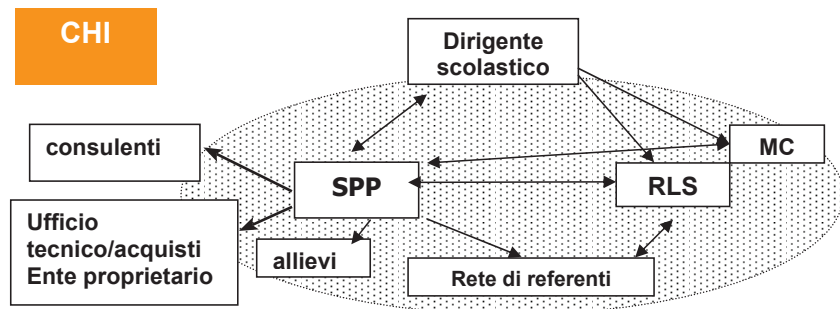 CHI
Dirigente
scolastico
consulenti
MC
SPP
RLS
Ufficio
tecnico/acquisti
Ente proprietario
allievi
Rete di referenti